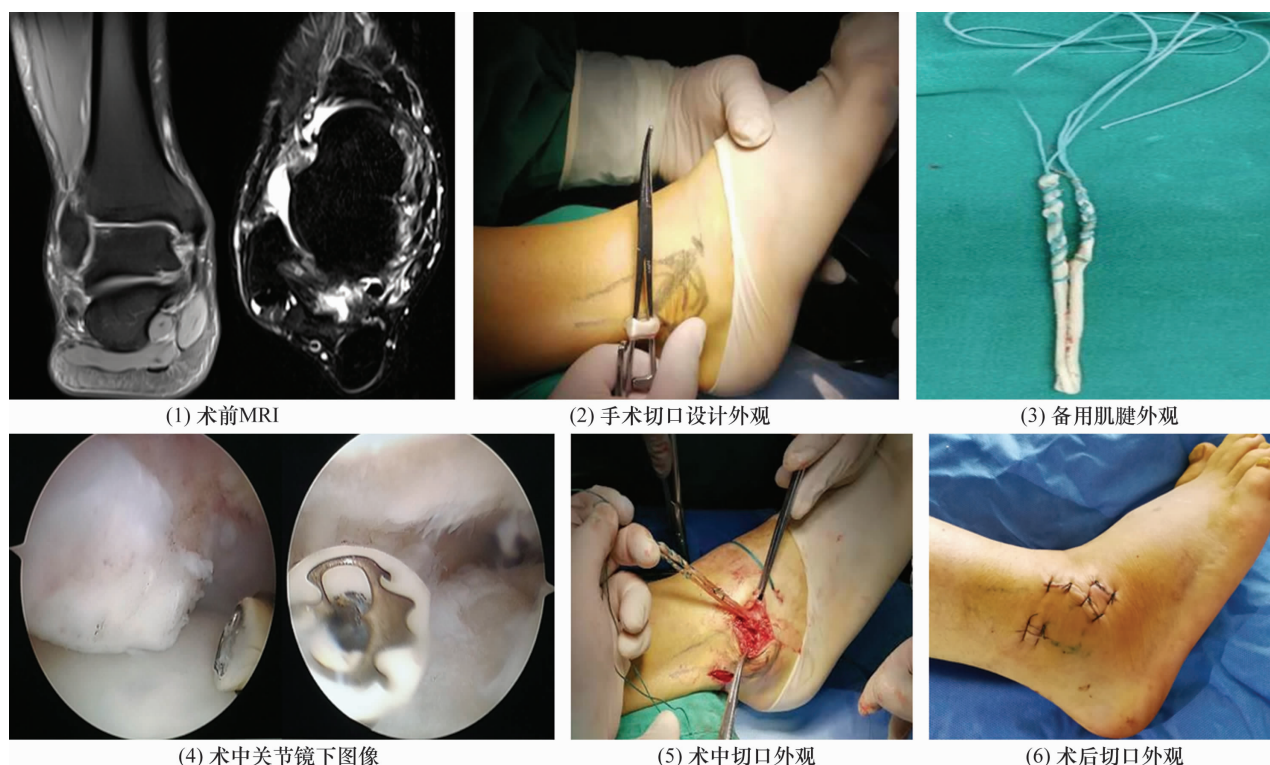 (1) 术前MRI
(2) 手术切口设计外观
(3) 备用肌腱外观
(4) 术中关节镜下图像
(5) 术中切口外观
(6) 术后切口外观